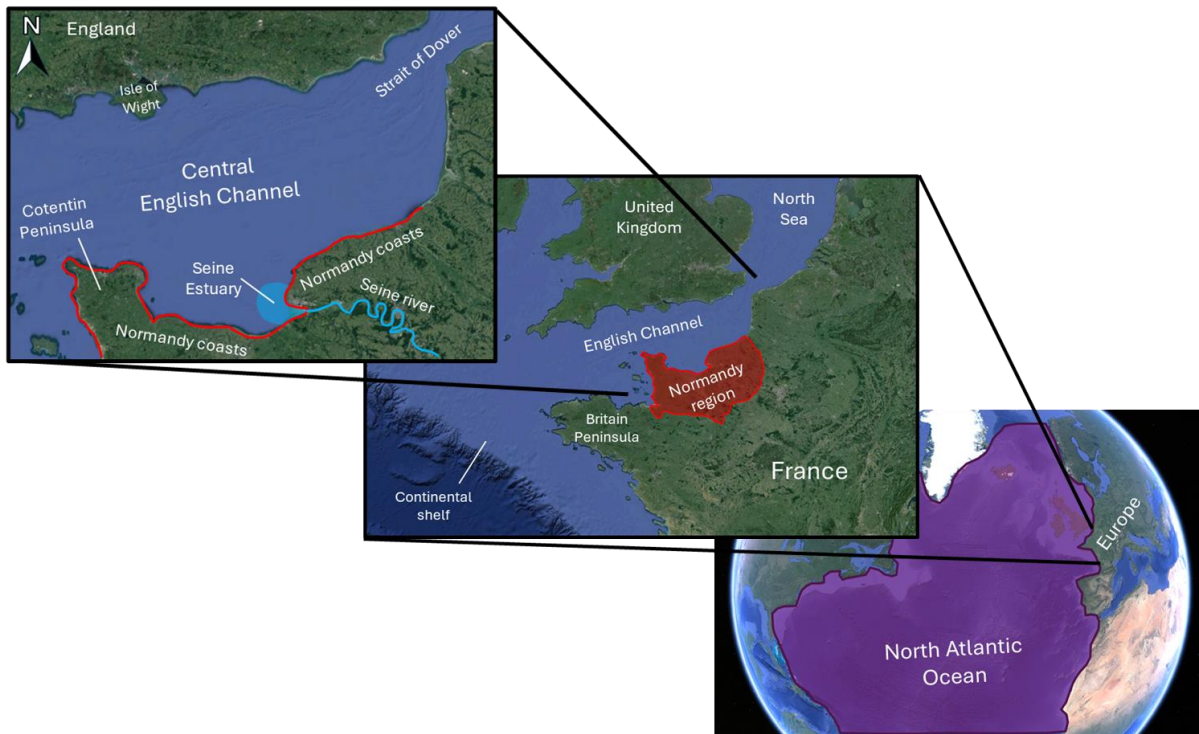 N
England
Isle of
Wight
Strait of Dover
Central
English Channel
Cotentin
Peninsula
Seine
Estuary
Normandy coasts
Seine river
Normandy coasts
United
Kingdom
North
Sea
English Channel
Normandy
region
Britain
Peninsula
France
Continental
shelf
Europe
North Atlantic
Ocean